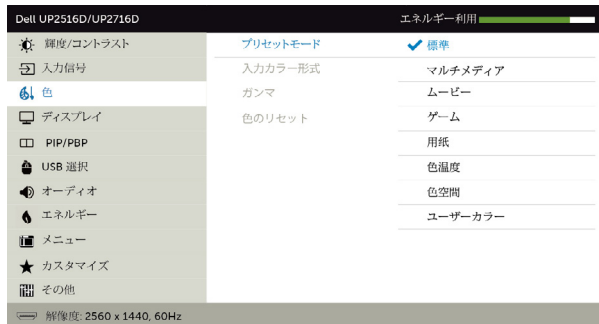 Dell UP2516D/UP2716D
エネルギー利用
輝度/コントラスト
プリセットモード
標準
入力信号
入力カラー形式
マルチメディア
色
ガンマ
ムービー
ディスプレイ
色のリセット
ゲーム
PIP/PBP
用紙
USB 選択
色温度
オーディオ
色空間
エネルギー
ユーザーカラー
メニュー
カスタマイズ
その他
解像度: 2560 x 1440, 60Hz